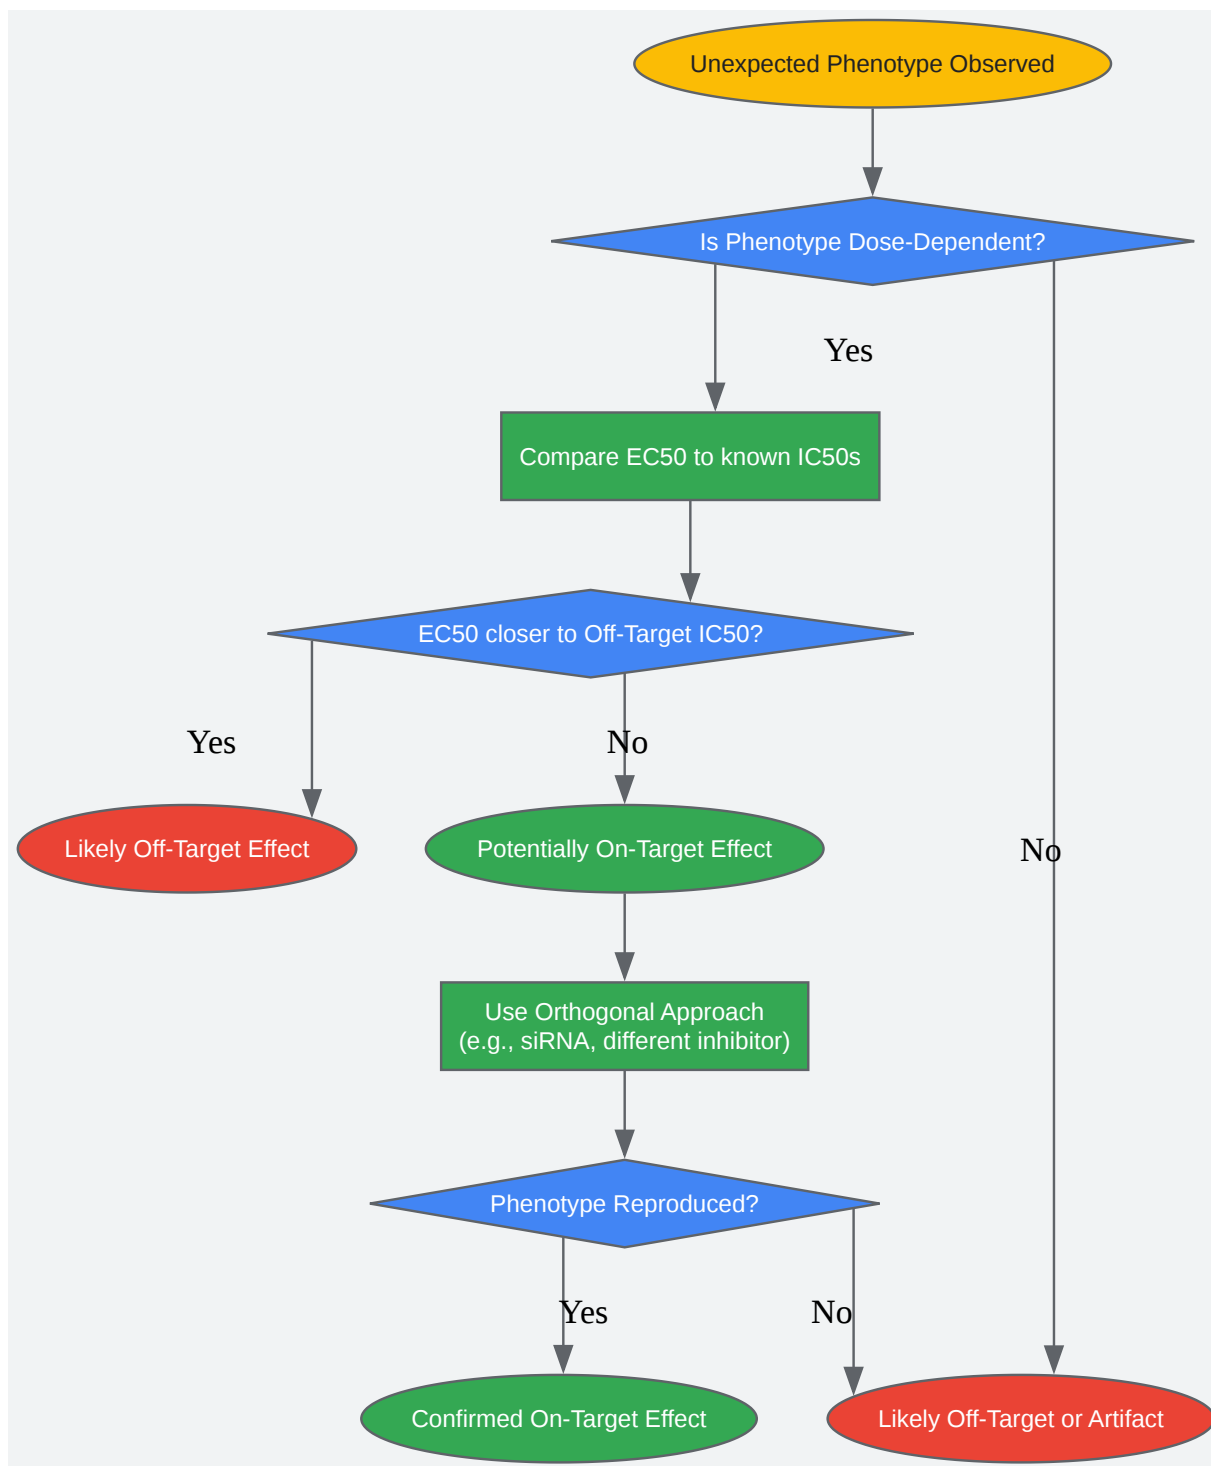 Unexpected Phenotype Observed
Is Phenotype Dose-Dependent?
Yes
Compare EC50 to known IC50s
EC50 closer to Off-Target IC50?
Yes
No
Likely Off-Target Effect
Potentially On-Target Effect
No
Use Orthogonal Approach
(e.g., siRNA, different inhibitor)
Phenotype Reproduced?
Yes
No
Confirmed On-Target Effect
Likely Off-Target or Artifact